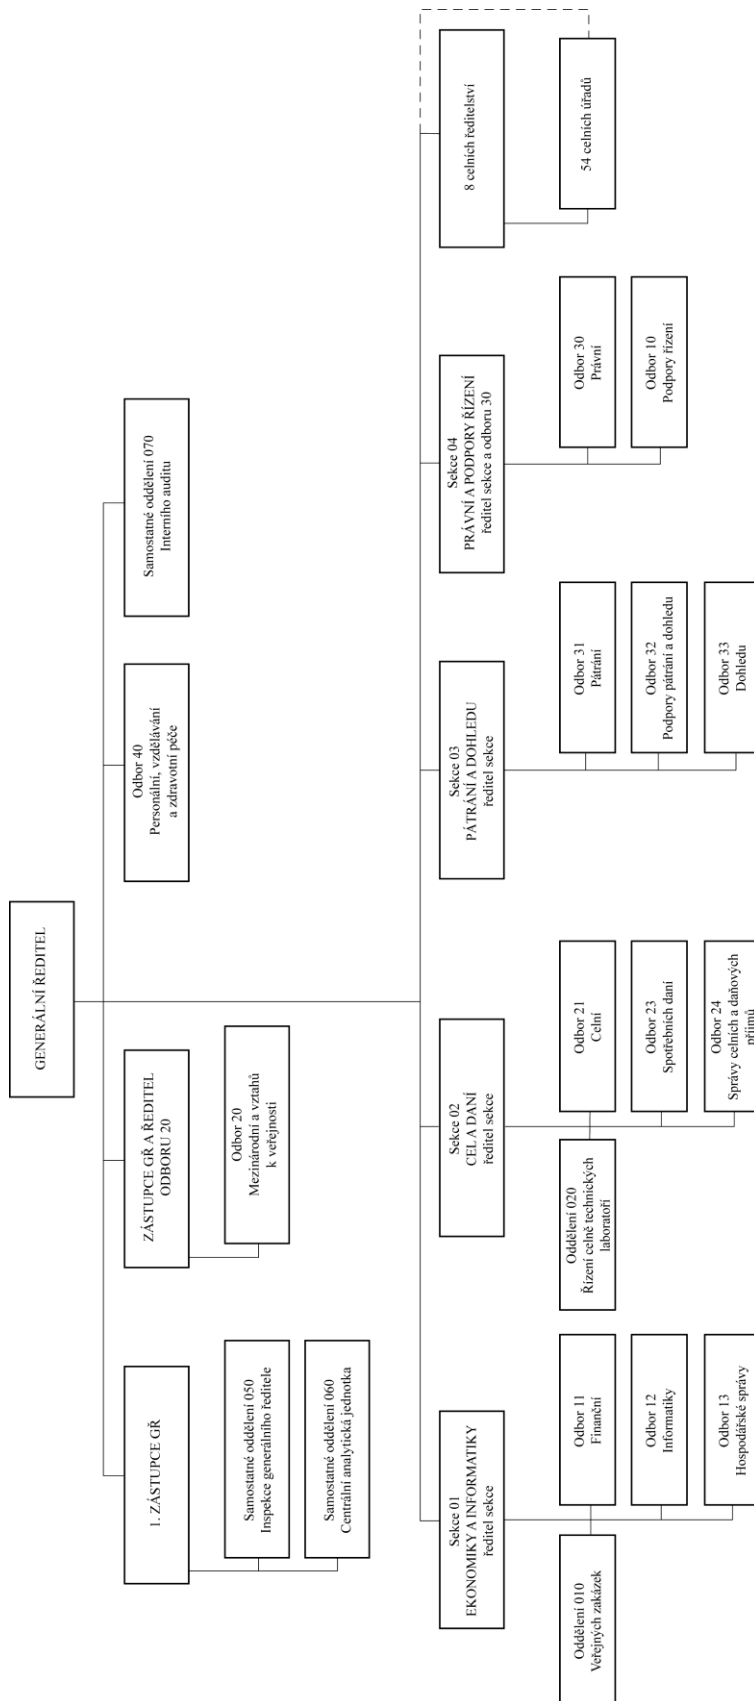 GENERÁLNÍ ŘEDITEL
1. ZÁSTUPCE GŘ
ZÁSTUPCE GŘ A ŘEDITEL
ODBORU 20
Odbor 40
Personální, vzdělávání
a zdravotní péče
Samostatné oddělení 070
Interního auditu
Samostatné oddělení 050
Inspekce generálního ředitele
Samostatné oddělení 060
Centrální analytická jednotka
Odbor 20
Mezinárodní a vztahů
k veřejnosti
Sekce 01
EKONOMIKY A INFORMATIKY
ředitel sekce
Sekce 02
CEL A DANÍ
ředitel sekce
Sekce 03
PÁTRÁNÍ A DOHLEDU
ředitel sekce
Sekce 04
PRÁVNÍ A PODPORY ŘÍZENÍ
ředitel sekce a odboru 30
8 celních ředitelství
Oddělení 010
Veřejných zakázek
Odbor 11
Finanční
Odbor 12
Informatiky
Odbor 13
Hospodářské správy
Oddělení 020
Řízení celně technických
laboratoří
Odbor 21
Celní
Odbor 23
Spotřebních daní
Odbor 24
Správy celních a daňových
příjmů
Odbor 31
Pátrání
Odbor 32
Podpory pátrání a dohledu
Odbor 33
Dohledu
Odbor 30
Právní
Odbor 10
Podpory řízení
54 celních úřadů